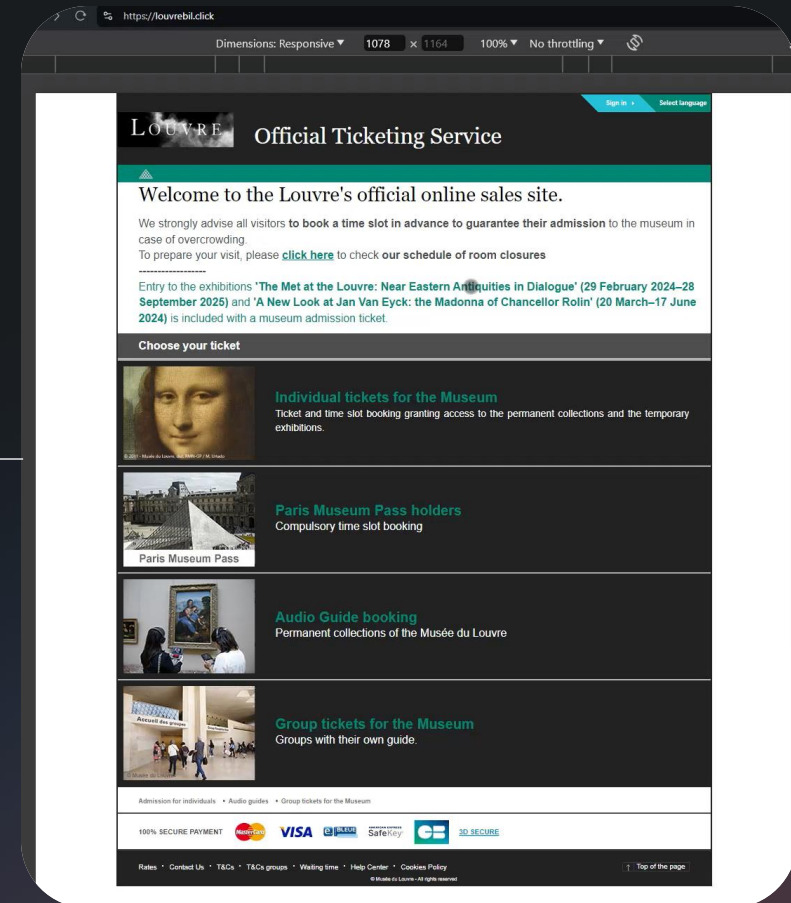 https://louvrebil.click
Dimensions: Responsive ▼ 1078 × 1164 100% ▼ No throttling ▼
Sign in Select language
LOUVRE Official Ticketing Service
Welcome to the Louvre's official online sales site.
We strongly advise all visitors to book a time slot in advance to guarantee their admission to the museum in
case of overcrowding.
To prepare your visit, please click here to check our schedule of room closures
-----------------
Entry to the exhibitions 'The Met at the Louvre: Near Eastern Antiquities in Dialogue' (29 February 2024–28
September 2025) and 'A New Look at Jan Van Eyck: the Madonna of Chancellor Rolin' (20 March–17 June
2024) is included with a museum admission ticket.
Choose your ticket
Individual tickets for the Museum
Ticket and time slot booking granting access to the permanent collections and the temporary
exhibitions.
Paris Museum Pass holders
Compulsory time slot booking
Paris Museum Pass
Audio Guide booking
Permanent collections of the Musée du Louvre
Accueil des groupes
Group tickets for the Museum
Groups with their own guide.
© Musée du
Admission for individuals • Audio guides • Group tickets for the Museum
100% SECURE PAYMENT MasterCard VISA e BLEUE AMERICAN EXPRESS SafeKey CB 3D SECURE
Rates • Contact Us • T&Cs • T&Cs groups • Waiting time • Help Center • Cookies Policy ↑ Top of the page
© Musée du Louvre - All rights reserved